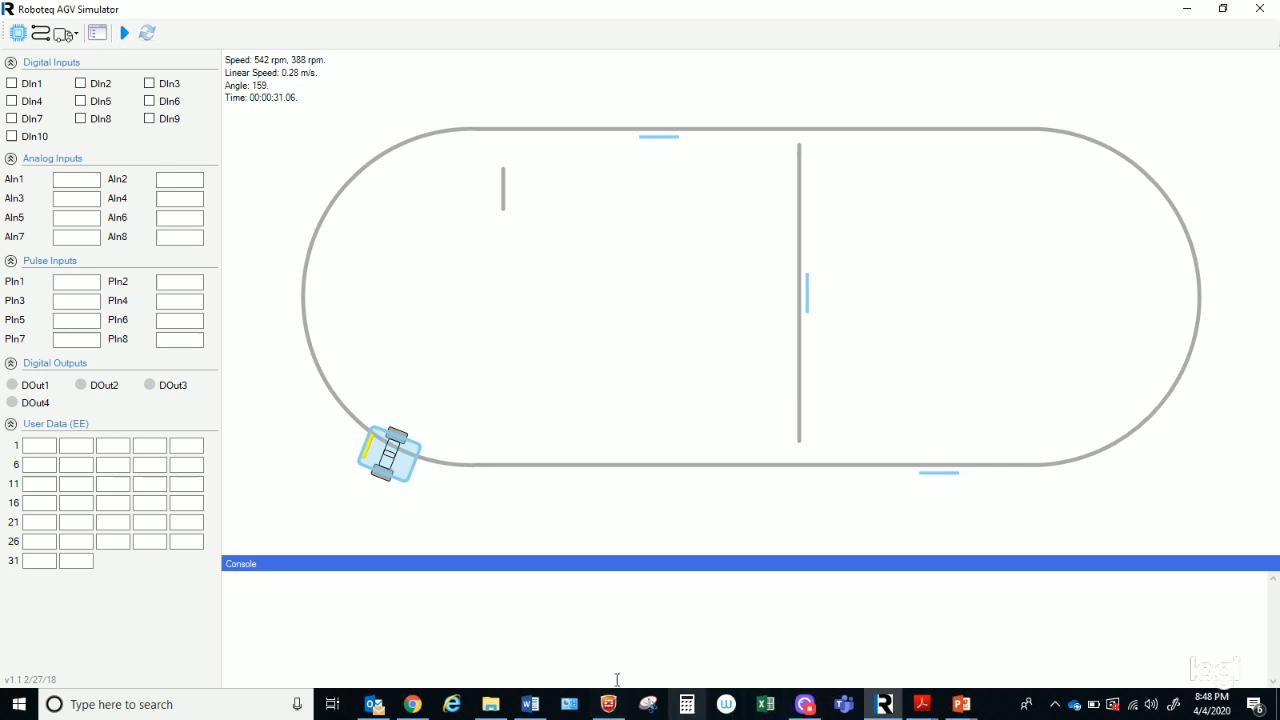 Roboteq AGV Simulator
Speed: 542 rpm, 388 rpm.
Linear Speed: 0.28 m/s.
Angle: 159.
Time: 00:00:31.06.
Digital Inputs
DIn1 DIn2 DIn3
DIn4 DIn5 DIn6
DIn7 DIn8 DIn9
DIn10
Analog Inputs
AIn1 AIn2
AIn3 AIn4
AIn5 AIn6
AIn7 AIn8
Pulse Inputs
PIn1 PIn2
PIn3 PIn4
PIn5 PIn6
PIn7 PIn8
Digital Outputs
DOut1 DOut2 DOut3
DOut4
User Data (EE)
1
6
11
16
21
26
31
Console
v1.1 2/27/18
Type here to search
8:48 PM
4/4/2020